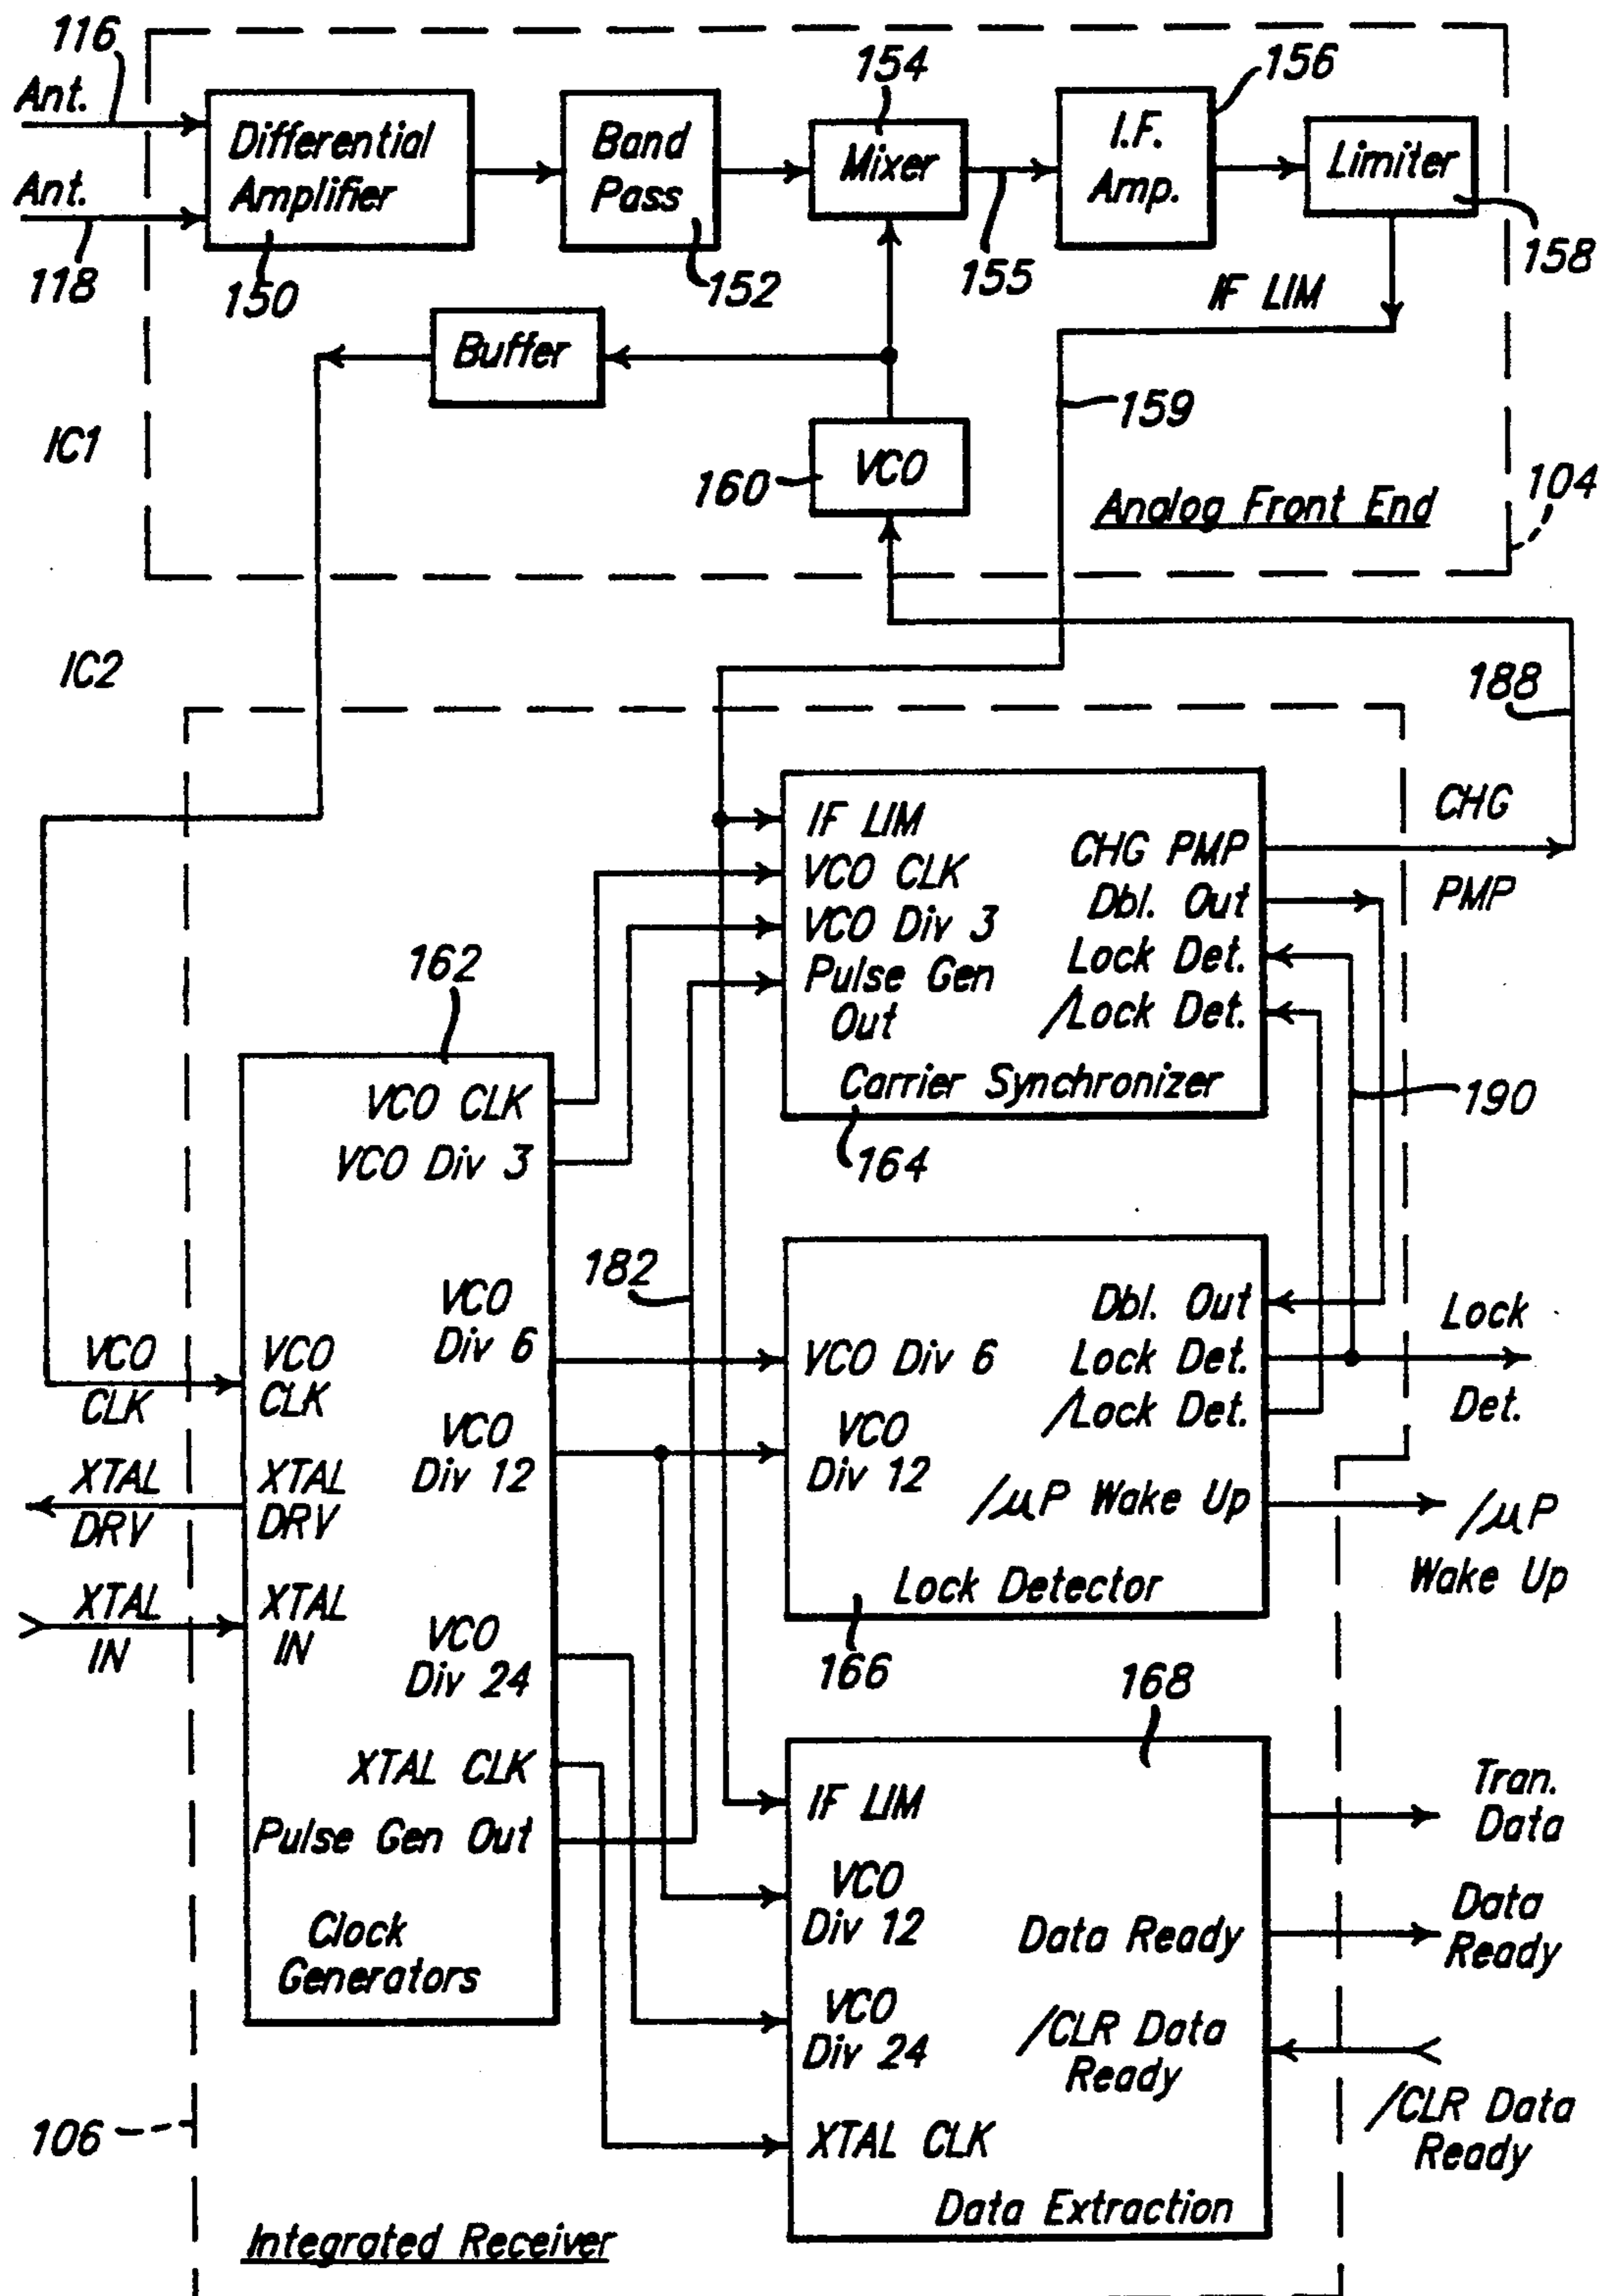 116
154
156
Ant.
Differential
Amplifier
Band
Pass
Mixer
I.F.
Amp.
Limiter
Ant.
118
150
152
155
158
IF LIM
Buffer
159
IC1
VCO
160
104
Analog Front End
IC2
188
IF LIM
CHG PMP
CHG
PMP
VCO CLK
Dbl. Out
VCO Div 3
Lock Det.
Pulse Gen
Out
/Lock Det.
Carrier Synchronizer
190
164
162
VCO CLK
VCO Div 3
182
VCO
Div 6
VCO
CLK
VCO
CLK
VCO
Div 12
XTAL
DRV
XTAL
DRV
XTAL
IN
XTAL
IN
VCO
Div 24
XTAL CLK
Pulse Gen Out
Clock
Generators
Dbl. Out
VCO Div 6
Lock Det.
Lock
Det.
/Lock Det.
VCO
Div 12
/μP Wake Up
/μP
Wake Up
Lock Detector
166
168
IF LIM
Tran.
Data
VCO
Div 12
Data Ready
Data
Ready
VCO
Div 24
/CLR Data
Ready
/CLR Data
Ready
XTAL CLK
Data Extraction
106
Integrated Receiver